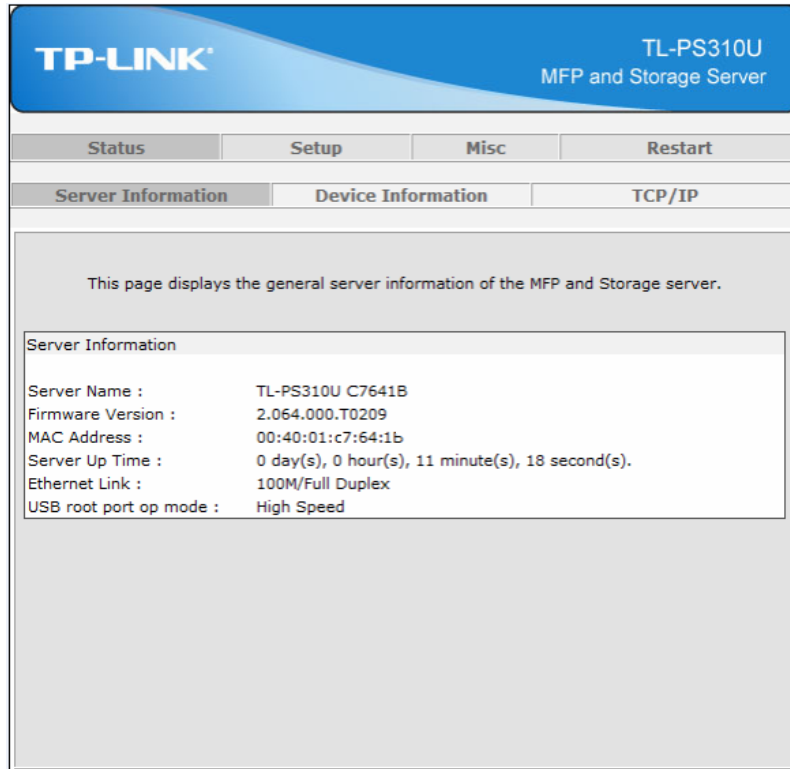 TP-LINK®
TL-PS310U
MFP and Storage Server
Status Setup Misc Restart
Server Information Device Information TCP/IP
This page displays the general server information of the MFP and Storage server.
Server Information
Server Name : TL-PS310U C7641B
Firmware Version : 2.064.000.T0209
MAC Address : 00:40:01:c7:64:1b
Server Up Time : 0 day(s), 0 hour(s), 11 minute(s), 18 second(s).
Ethernet Link : 100M/Full Duplex
USB root port op mode : High Speed